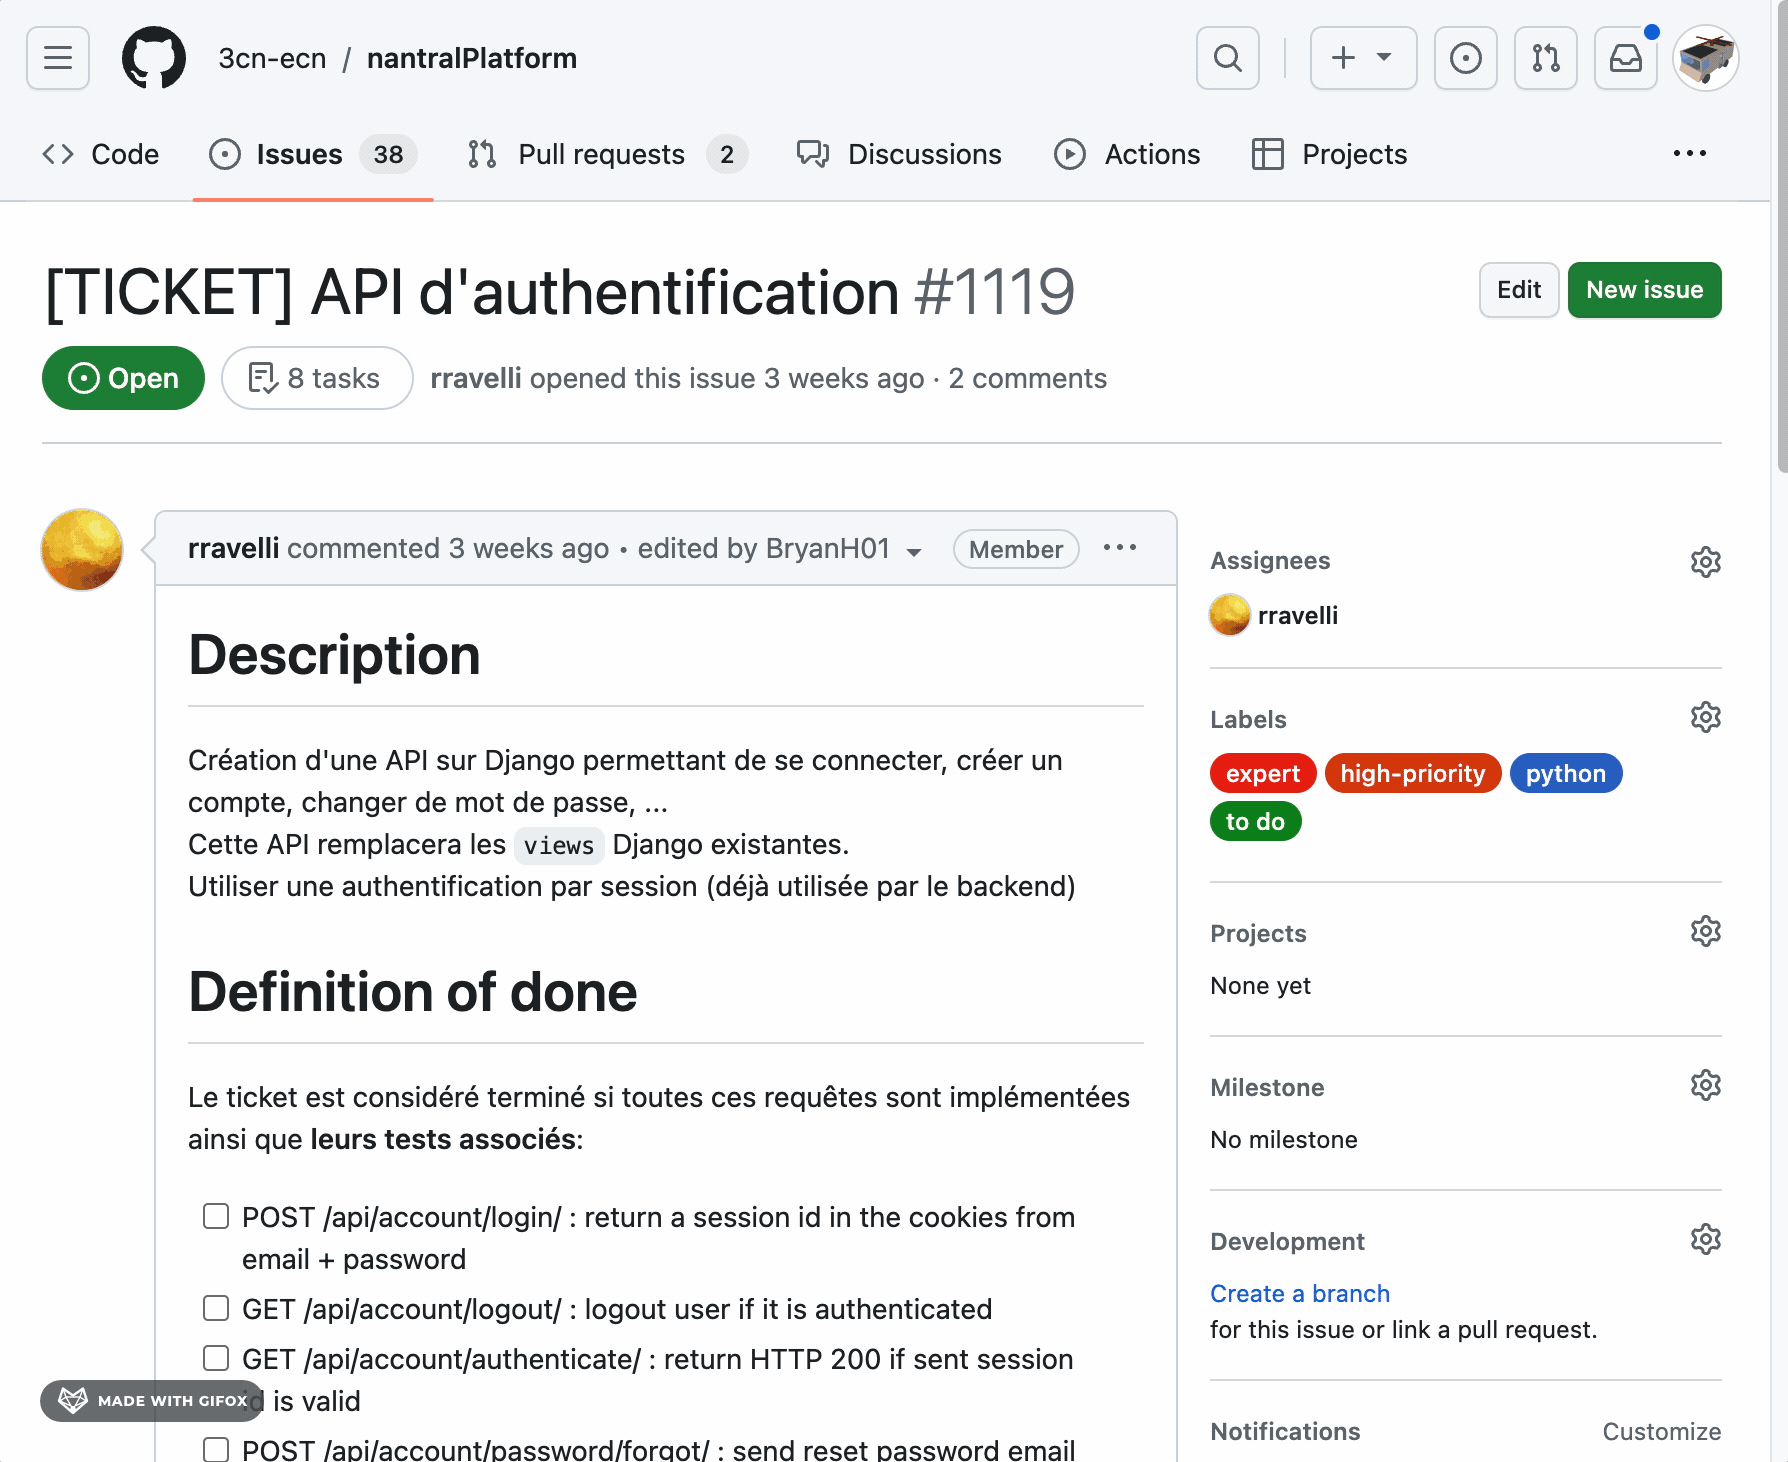 3cn-ecn / nantralPlatform
Code Issues 38 Pull requests 2 Discussions Actions Projects
[TICKET] API d'authentification #1119
Edit New issue
Open 8 tasks rravelli opened this issue 3 weeks ago · 2 comments
rravelli commented 3 weeks ago • edited by BryanH01 Member
Description
Création d'une API sur Django permettant de se connecter, créer un
compte, changer de mot de passe, ...
Cette API remplacera les views Django existantes.
Utiliser une authentification par session (déjà utilisée par le backend)
Definition of done
Le ticket est considéré terminé si toutes ces requêtes sont implémentées
ainsi que leurs tests associés:
POST /api/account/login/ : return a session id in the cookies from
email + password
GET /api/account/logout/ : logout user if it is authenticated
GET /api/account/authenticate/ : return HTTP 200 if sent session
id is valid
POST /api/account/password/forgot/ : send reset password email
Assignees
rravelli
Labels
expert high-priority python
to do
Projects
None yet
Milestone
No milestone
Development
Create a branch
for this issue or link a pull request.
Notifications Customize
MADE WITH GIFOX